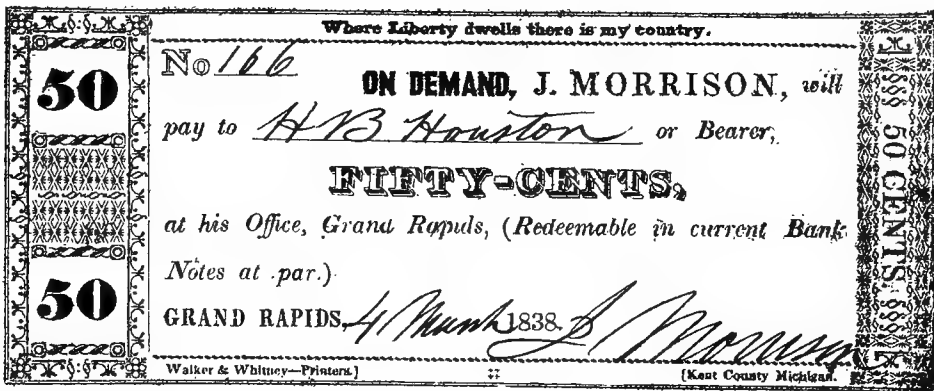 Where Liberty dwells there is my country.
50
No 166
ON DEMAND, J. MORRISON, will
pay to H B Houston or Bearer,
FIFTY-CENTS,
at his Office, Grand Rapids, (Redeemable in current Bank
Notes at par.)
50
GRAND RAPIDS, 4 March 1838. J Morrison
Walker & Whitney—Printers.]
[Kent County Michigan.
50 CENTS.